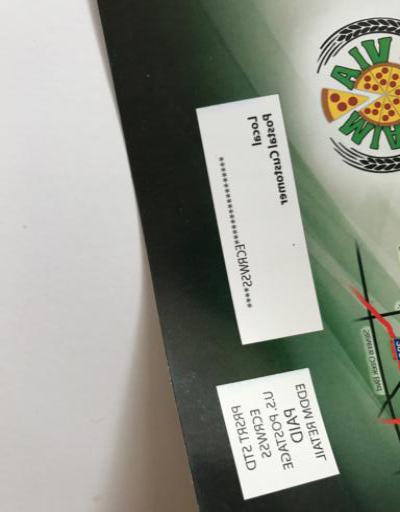 *****************ECRWSS****
Local
Postal Customer
PRSRT STD
ECRWSS
U.S. POSTAGE
PAID
EDDM RETAIL